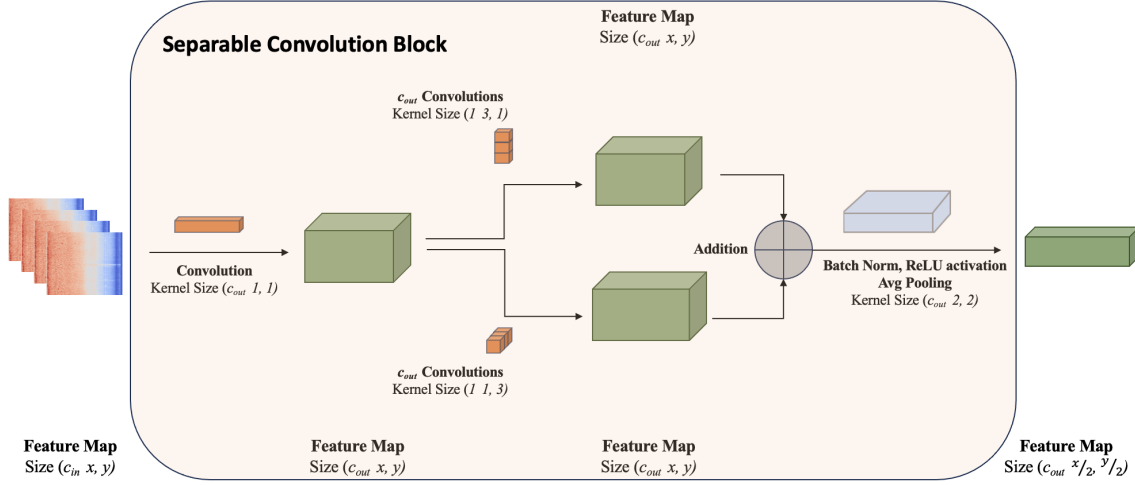 Feature Map
Size (c_out x, y)
Separable Convolution Block
c_out Convolutions
Kernel Size (1 3, 1)
Addition
Convolution
Kernel Size (c_out 1, 1)
Batch Norm, ReLU activation
Avg Pooling
Kernel Size (c_out 2, 2)
c_out Convolutions
Kernel Size (1 1, 3)
Feature Map
Size (c_in x, y)
Feature Map
Size (c_out x, y)
Feature Map
Size (c_out x, y)
Feature Map
Size (c_out x/2, y/2)